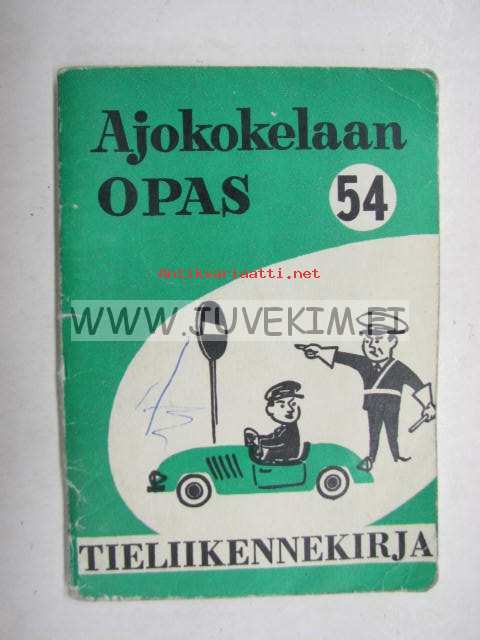 Ajokokelaan
OPAS 54
Antikvariaatti.net
WWW.JUVEKIM.FI
TIELIIKENNEKIRJA